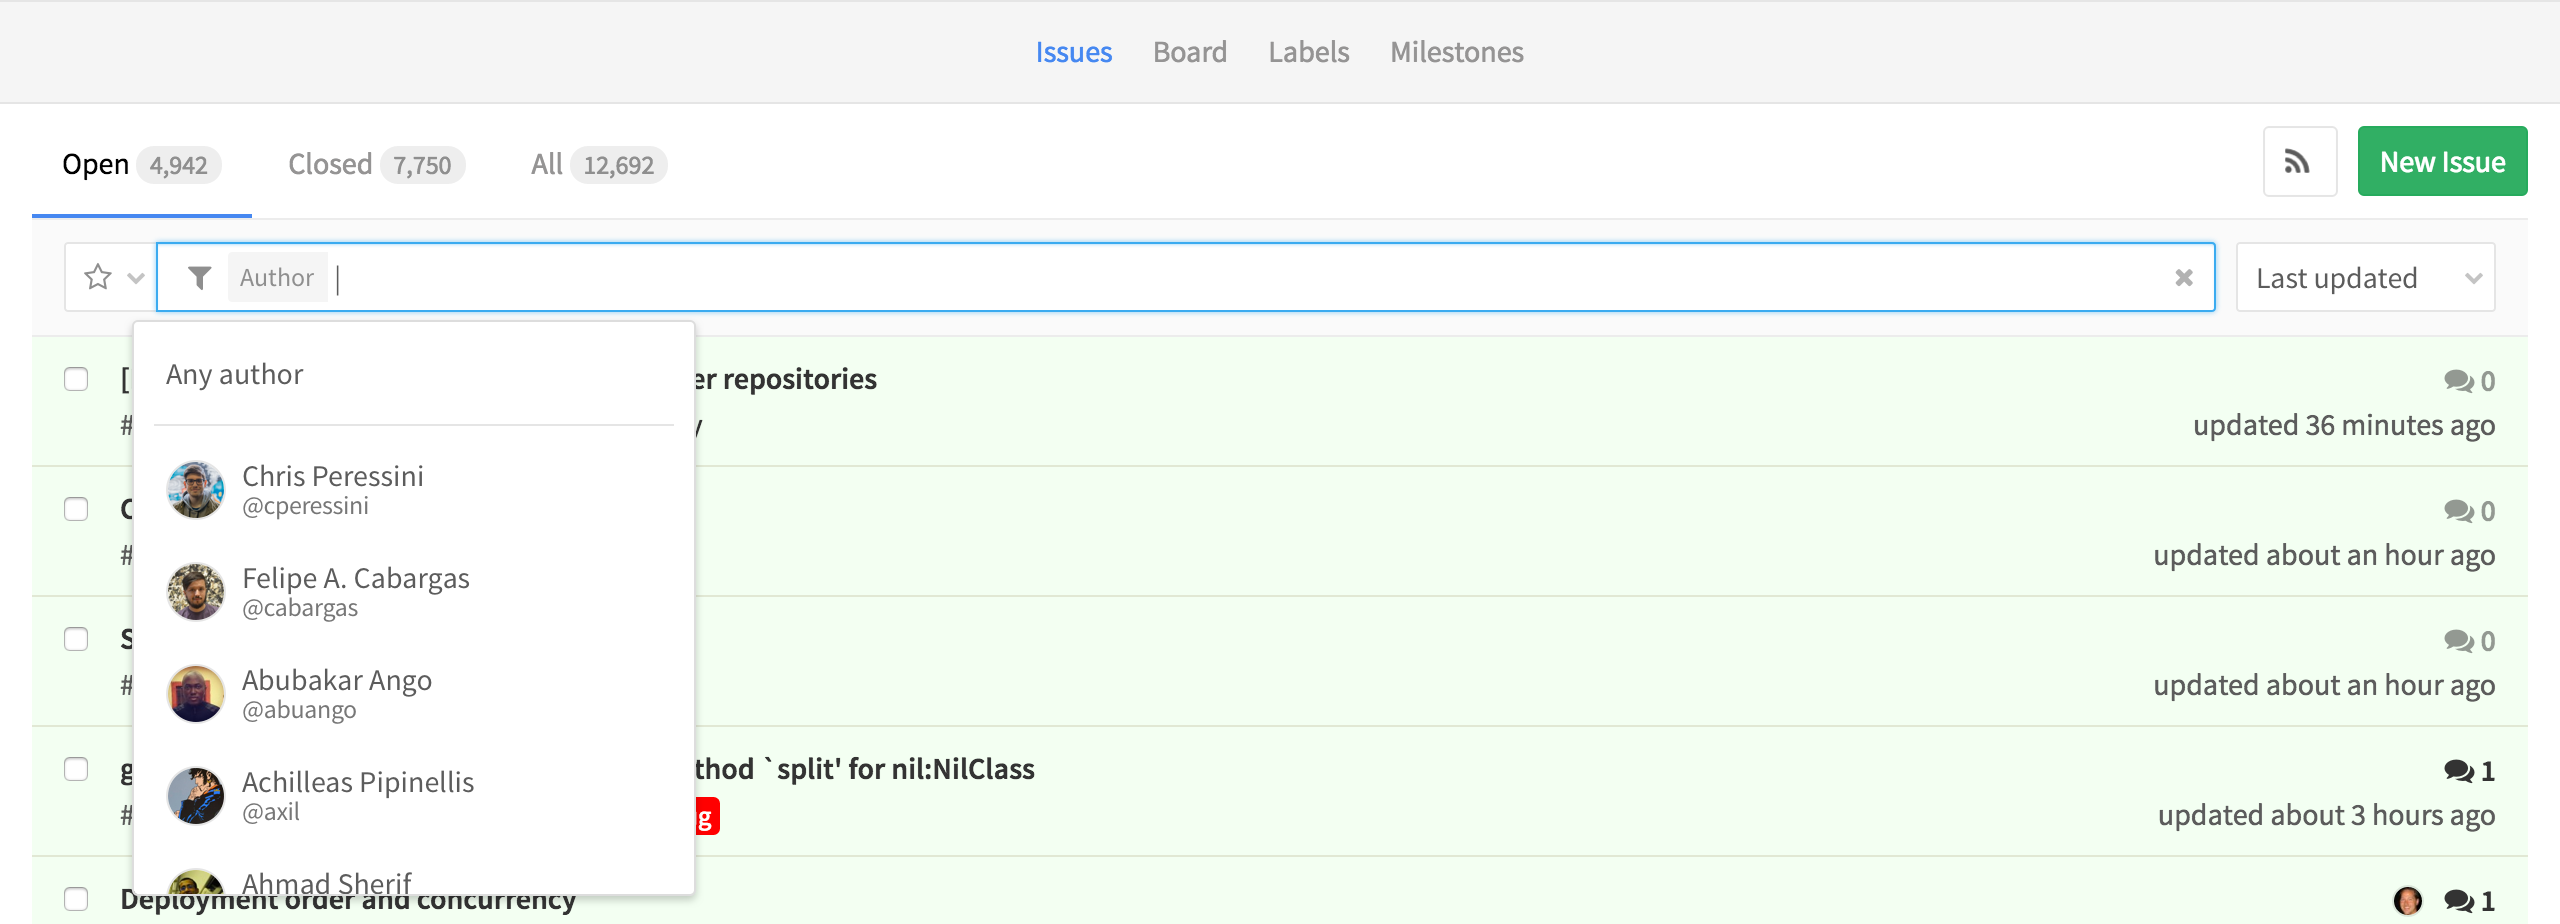 Issues Board Labels Milestones
Open 4,942 Closed 7,750 All 12,692
New Issue
Author
Last updated
Any author
Chris Peressini
@cperessini
Felipe A. Cabargas
@cabargas
Abubakar Ango
@abuango
Achilleas Pipinellis
@axil
Ahmad Sherif
[
er repositories
0
#
y
updated 36 minutes ago
0
#
updated about an hour ago
S
0
#
updated about an hour ago
g
thod `split' for nil:NilClass
1
#
g
updated about 3 hours ago
Deployment order and concurrency
1